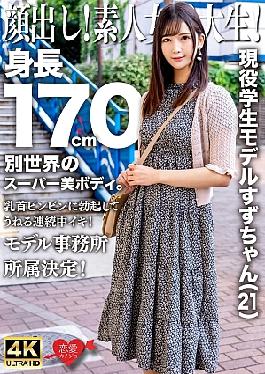 顔出し!素人女子大生!
身長
170cm
別世界の
スーパー美ボディ。
乳首ビンビンに勃起して
うねる連続中イキ!
モデル事務所
所属決定!
現役学生モデルすずちゃん(21)
4K
ULTRA HD
恋愛